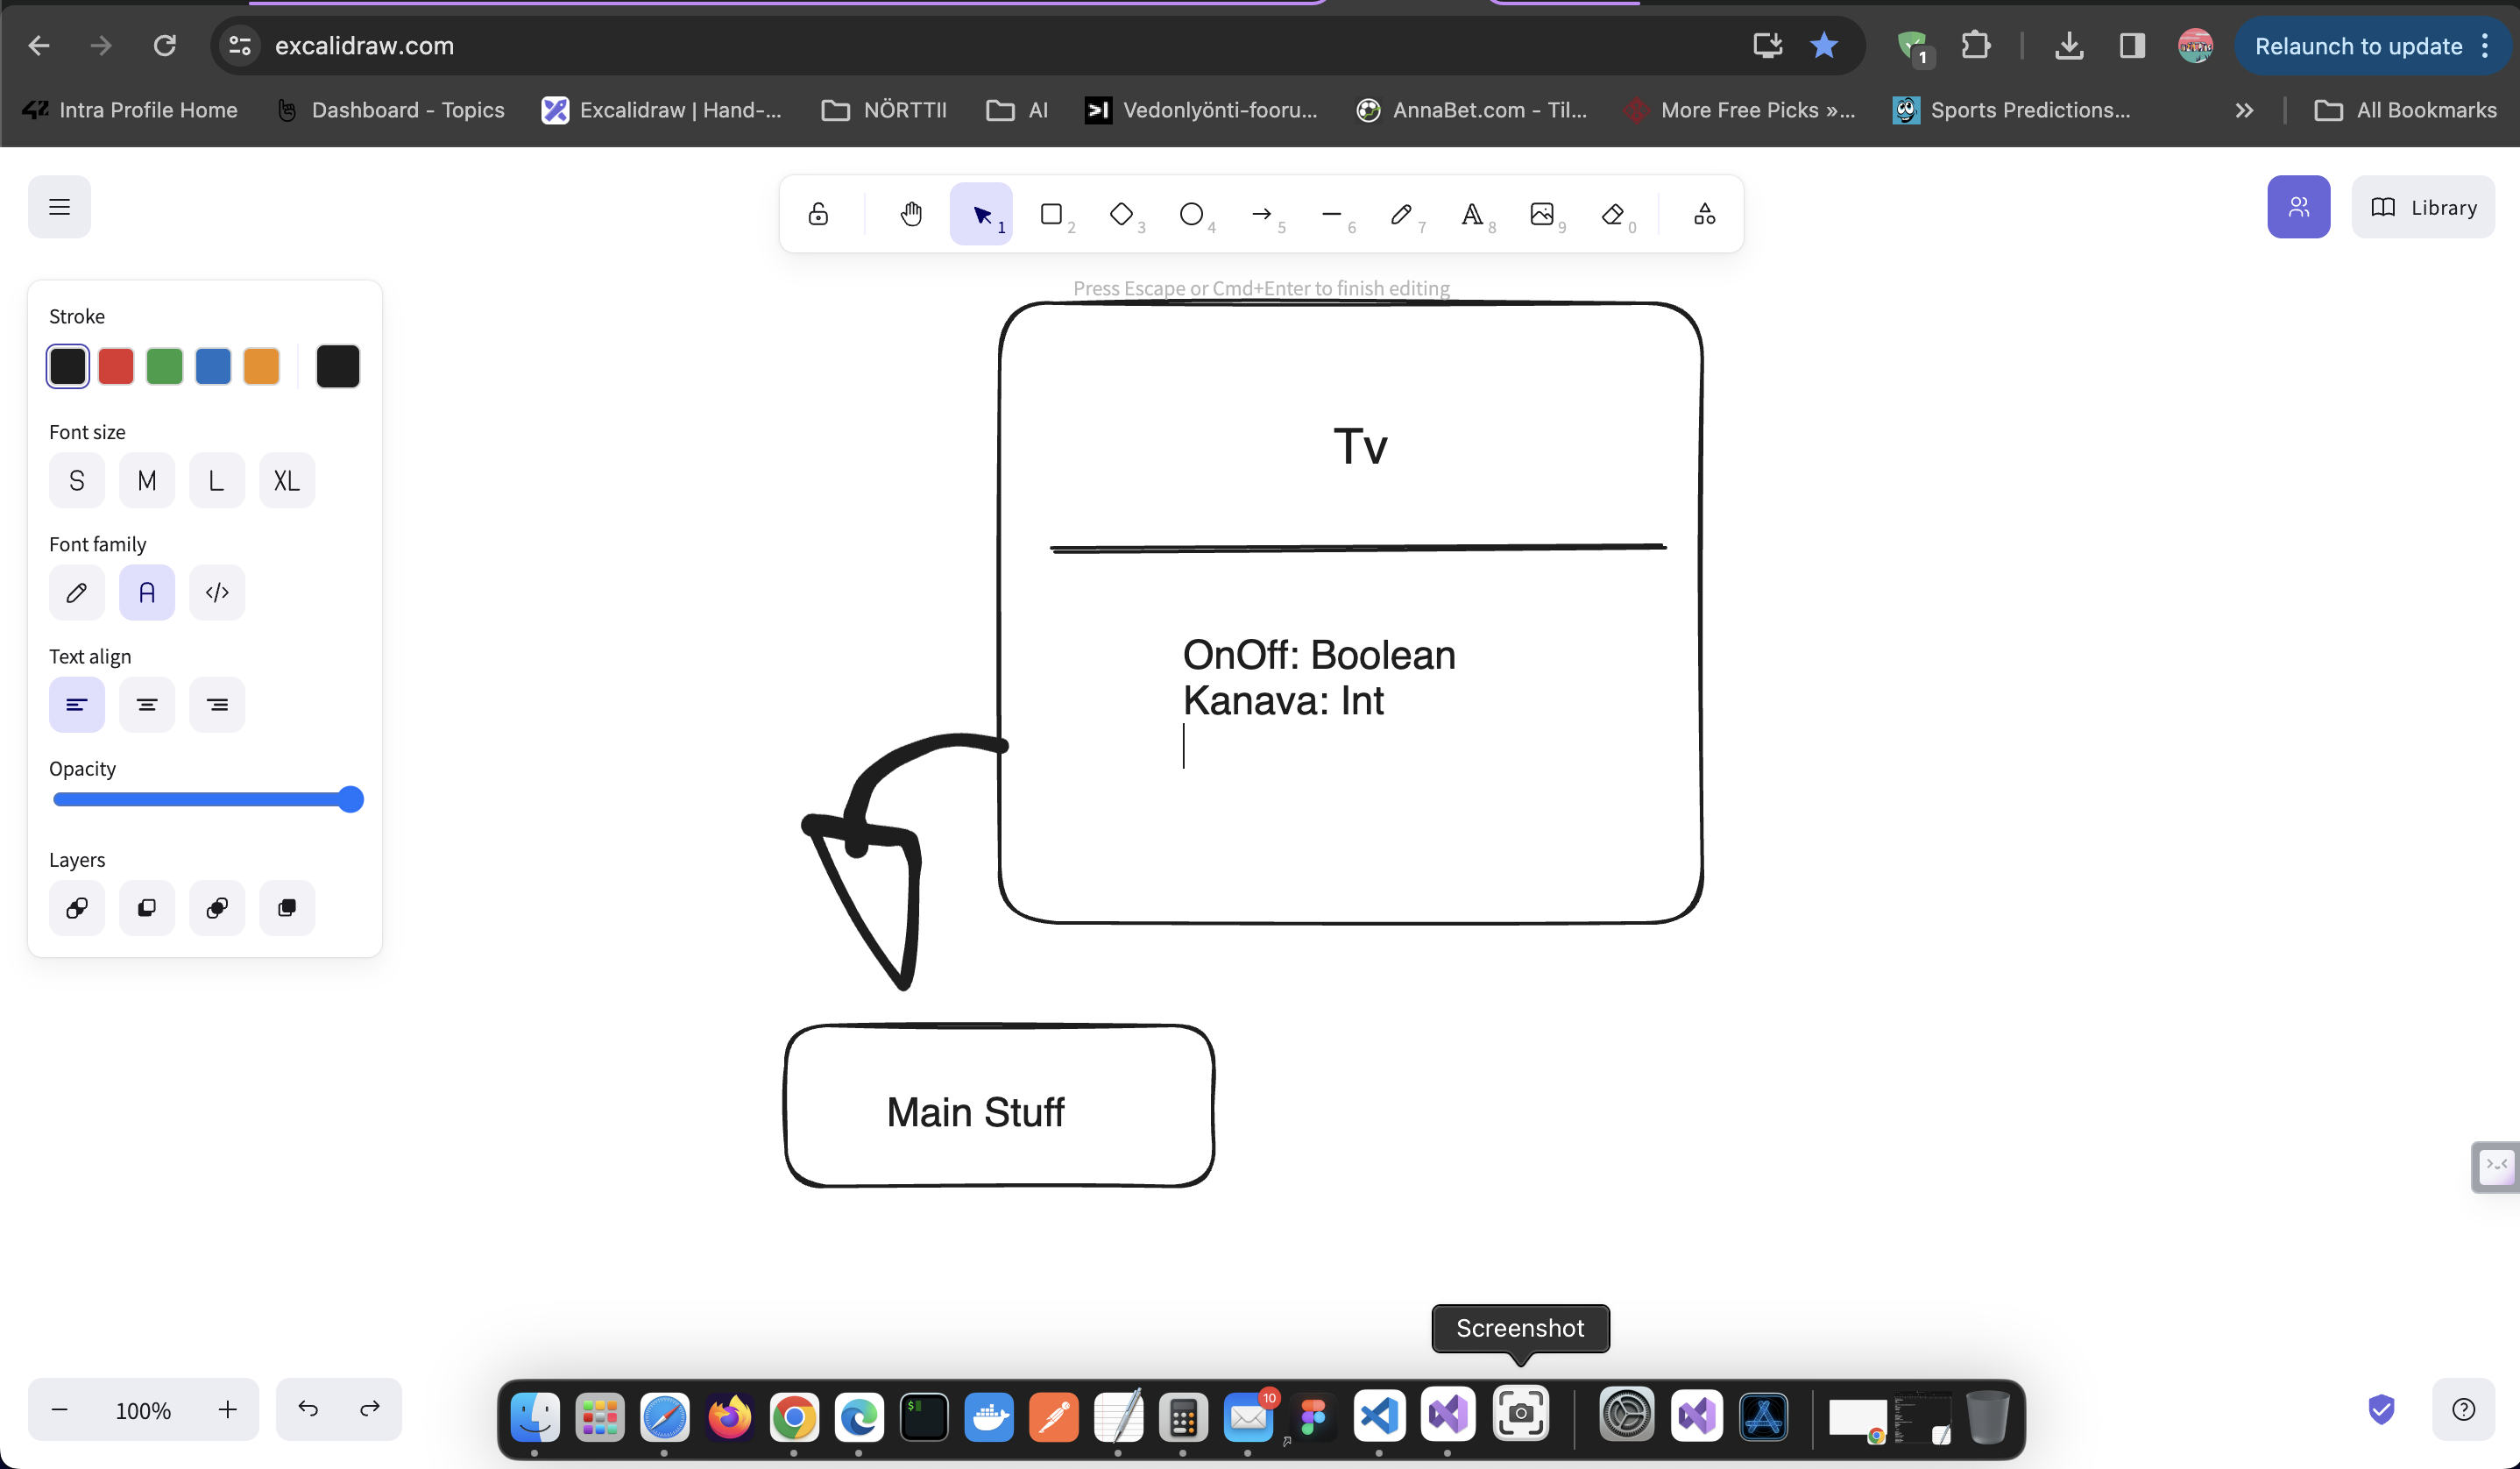 excalidraw.com
1
Relaunch to update
Intra Profile Home
Dashboard - Topics
Excalidraw | Hand-...
NÖRTTII
AI
Vedonlyönti-fooru...
AnnaBet.com - Til...
More Free Picks »...
Sports Predictions...
All Bookmarks
1
2
3
4
5
6
7
8
9
0
Library
Press Escape or Cmd+Enter to finish editing
Stroke
Font size
S
M
L
XL
Font family
Text align
Opacity
Layers
Tv
OnOff: Boolean
Kanava: Int
Main Stuff
Screenshot
100%
10